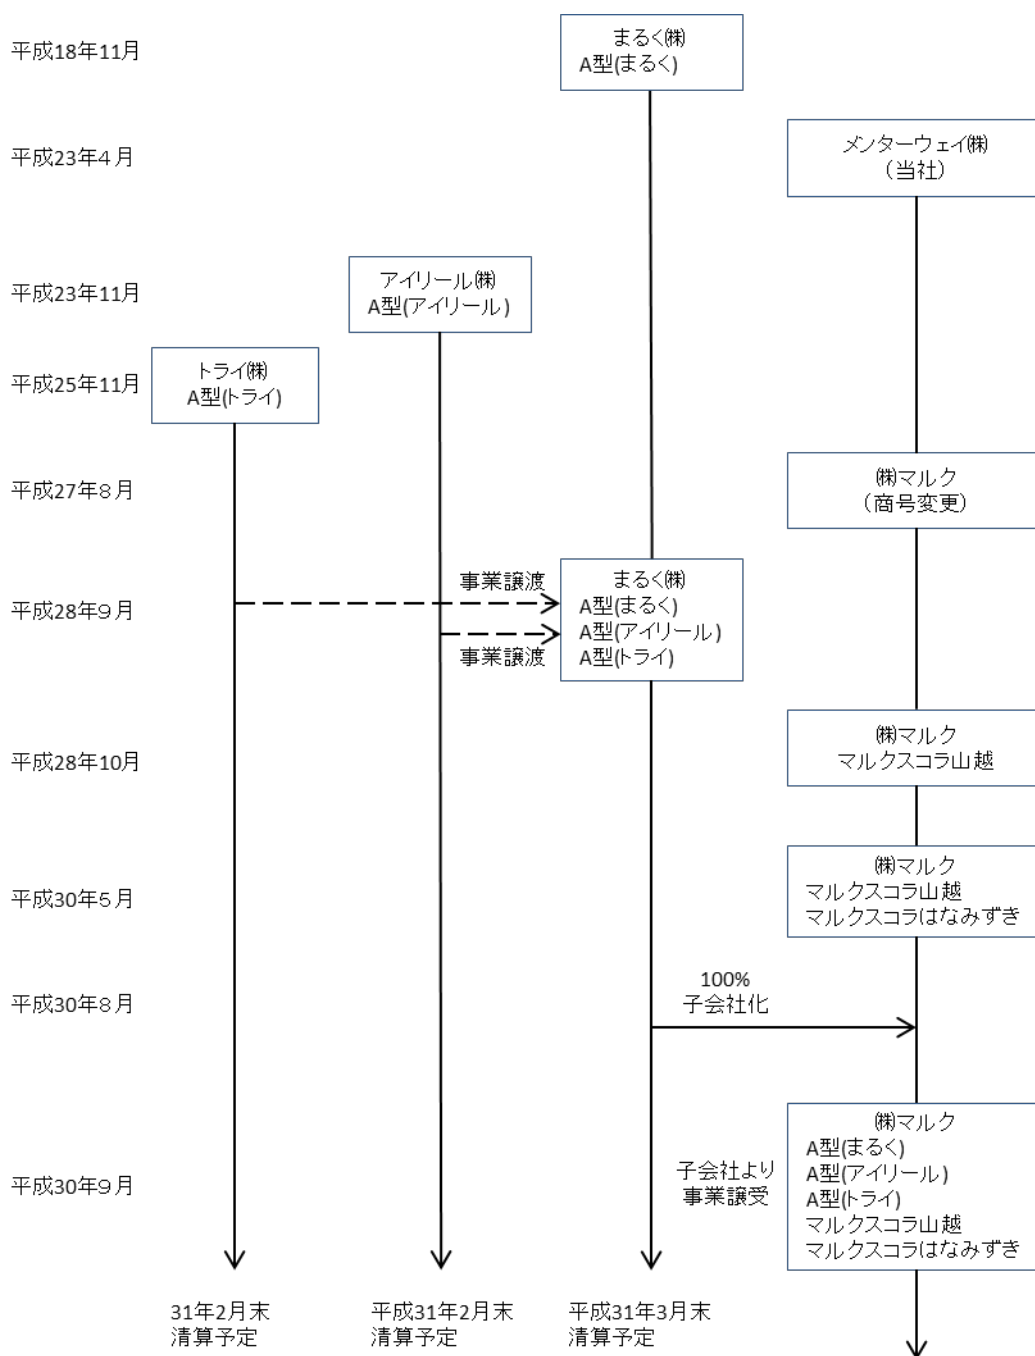 平成18年11月
まるく㈱
A型(まるく)
平成23年4月
メンターウェイ㈱
(当社)
平成23年11月
アイリール㈱
A型(アイリール)
平成25年11月
トライ㈱
A型(トライ)
平成27年8月
㈱マルク
(商号変更)
平成28年9月
事業譲渡
事業譲渡
まるく㈱
A型(まるく)
A型(アイリール)
A型(トライ)
平成28年10月
㈱マルク
マルクスコラ山越
平成30年5月
㈱マルク
マルクスコラ山越
マルクスコラはなみずき
平成30年8月
100%
子会社化
平成30年9月
子会社より
事業譲受
㈱マルク
A型(まるく)
A型(アイリール)
A型(トライ)
マルクスコラ山越
マルクスコラはなみずき
31年2月末
清算予定
平成31年2月末
清算予定
平成31年3月末
清算予定